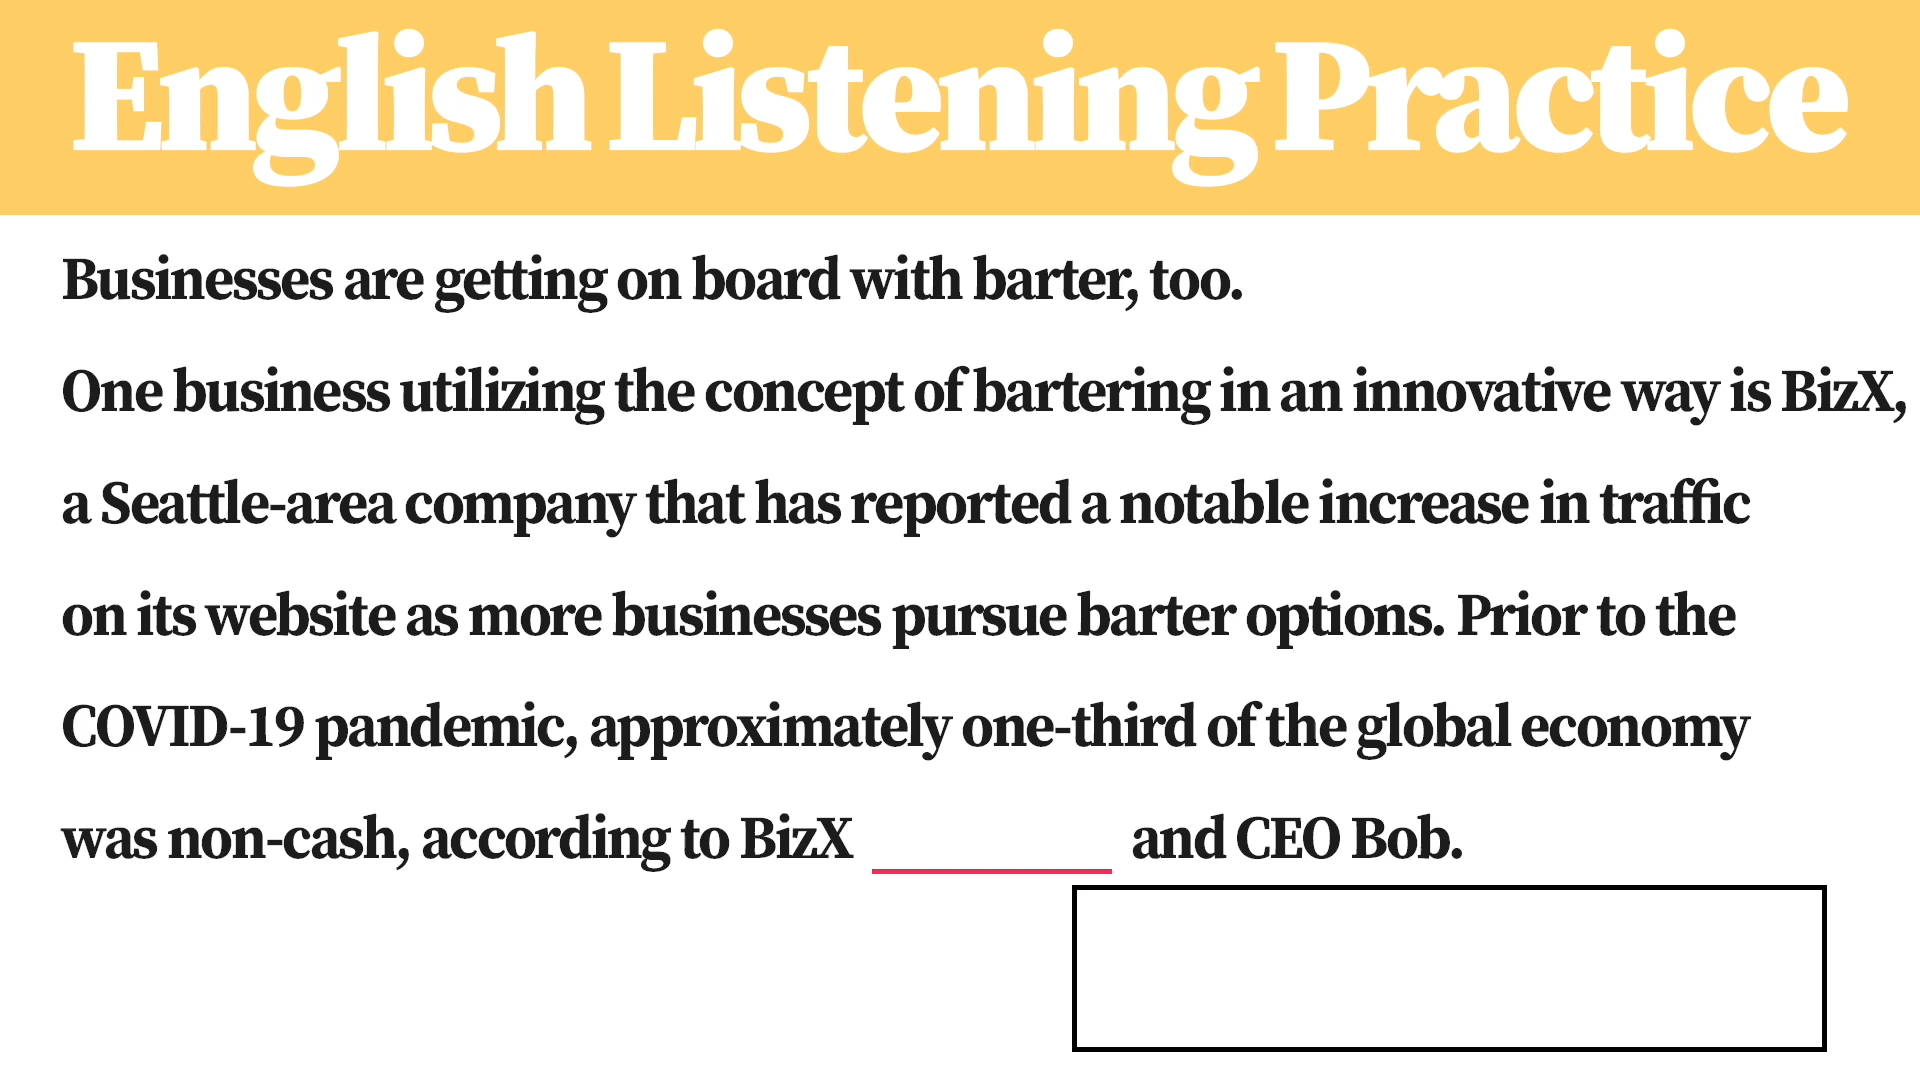 English Listening Practice
Businesses are getting on board with barter, too.
One business utilizing the concept of bartering in an innovative way is BizX,
a Seattle-area company that has reported a notable increase in traffic
on its website as more businesses pursue barter options. Prior to the
COVID-19 pandemic, approximately one-third of the global economy
was non-cash, according to BizX and CEO Bob.